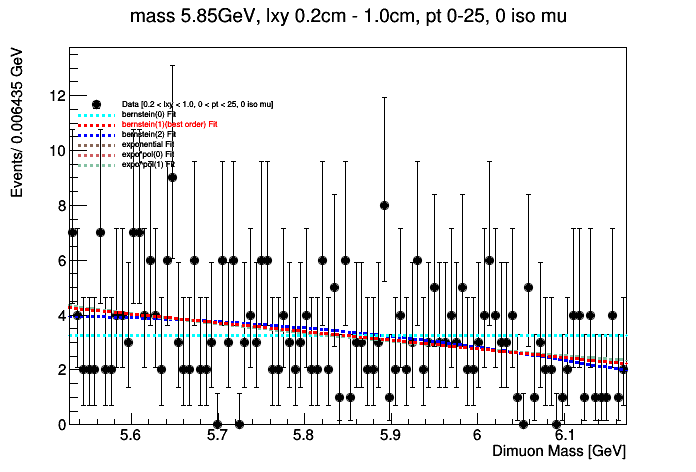 mass 5.85GeV, lxy 0.2cm - 1.0cm, pt 0-25, 0 iso mu
Events/ 0.006435 GeV
12
10
8
6
4
2
0
Data [0.2 < lxy < 1.0, 0 < pt < 25, 0 iso mu]
bernstein(0) Fit
bernstein(1)(best order) Fit
bernstein(2) Fit
exponential Fit
expo*pol(0) Fit
expo*pol(1) Fit
5.6 5.7 5.8 5.9 6 6.1
Dimuon Mass [GeV]